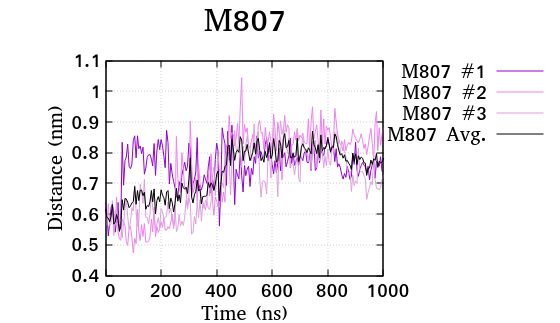 M807
1.1
1
0.9
0.8
0.7
0.6
0.5
0.4
0 200 400 600 800 1000
Distance (nm)
Time (ns)
M807 #1
M807 #2
M807 #3
M807 Avg.